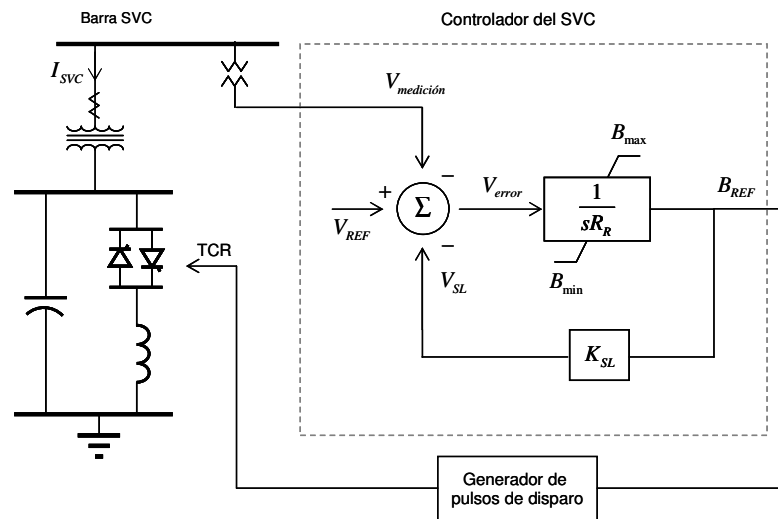 Barra SVC
Controlador del SVC
I_SVC
V_medición
B_max
+
−
V_error
B_REF
Σ
1
sR_R
V_REF
−
TCR
V_SL
B_min
K_SL
Generador de
pulsos de disparo